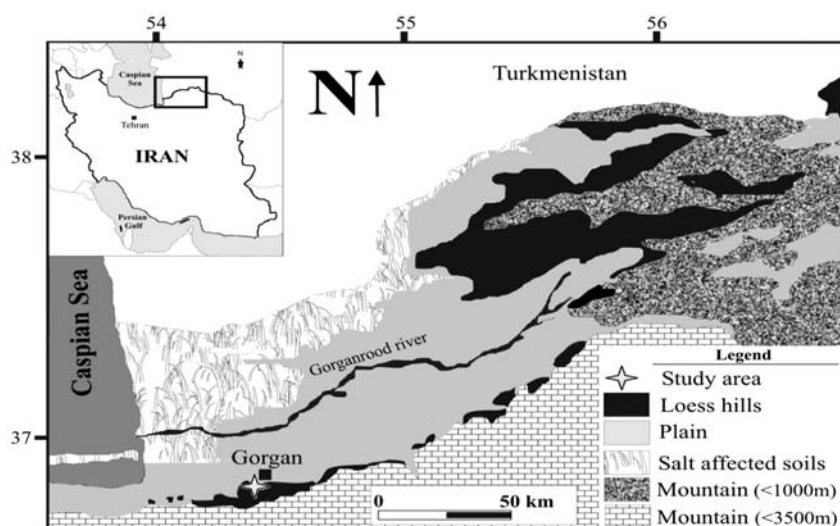 54 55 56
Caspian
Sea
N
Tehran
IRAN
Persian
Gulf
N
Turkmenistan
38
Caspian Sea
Gorganrood river
37
Gorgan
50 km
0
Legend
Study area
Loess hills
Plain
Salt affected soils
Mountain (<1000m)
Mountain (<3500m)